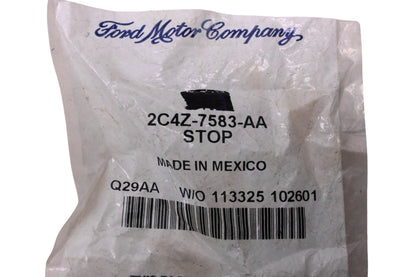 Ford Motor Company
2C4Z-7583-AA
STOP
MADE IN MEXICO
Q29AA W/O 113325 102601